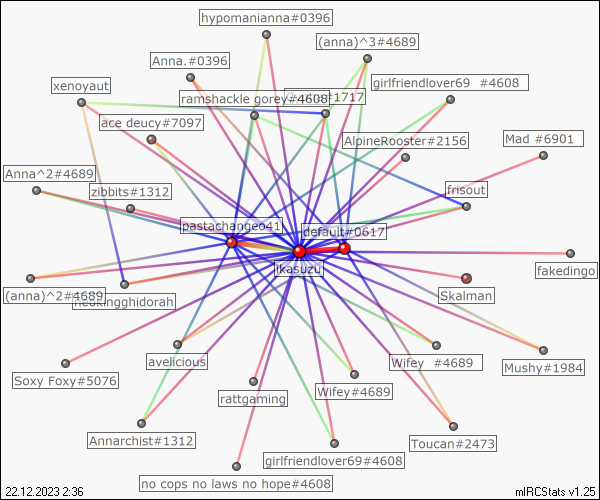 hypomanianna#0396
(anna)^3#4689
Anna.#0396
girlfriendlover69 #4608
xenoyaut
ramshackle gorey#4608
#1717
ace deucy#7097
AlpineRooster#2156
Mad #6901
Anna^2#4689
zibbits#1312
frisout
pastachangeo41
default#0617
ikasuzu
fakedingo
(anna)^2#4689
neokingghidorah
Skalman
avelicious
Wifey #4689
Mushy#1984
Soxy Foxy#5076
rattgaming
Wifey#4689
Annarchist#1312
Toucan#2473
girlfriendlover69#4608
no cops no laws no hope#4608
22.12.2023 2:36
mIRCStats v1.25